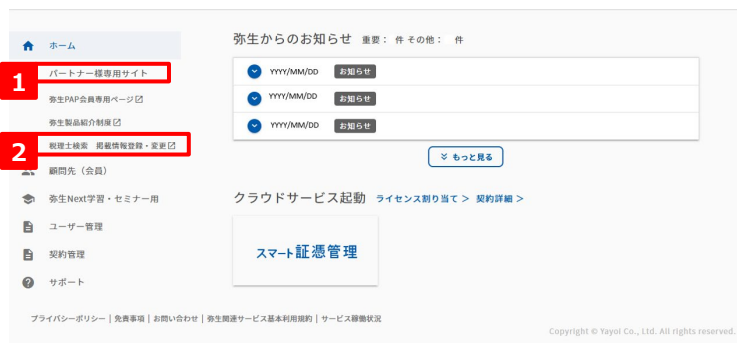 ホーム
1
パートナー様専用サイト
弥生PAP会員専用ページ
弥生製品紹介制度
2
税理士検索 掲載情報登録・変更
顧問先（会員）
弥生Next学習・セミナー用
ユーザー管理
契約管理
サポート
弥生からのお知らせ 重要： 件 その他： 件
YYYY/MM/DD お知らせ
YYYY/MM/DD お知らせ
YYYY/MM/DD お知らせ
もっと見る
クラウドサービス起動 ライセンス割り当て > 契約詳細 >
スマート証憑管理
プライバシーポリシー | 免責事項 | お問い合わせ | 弥生関連サービス基本利用規約 | サービス稼働状況
Copyright © Yayoi Co., Ltd. All rights reserved.